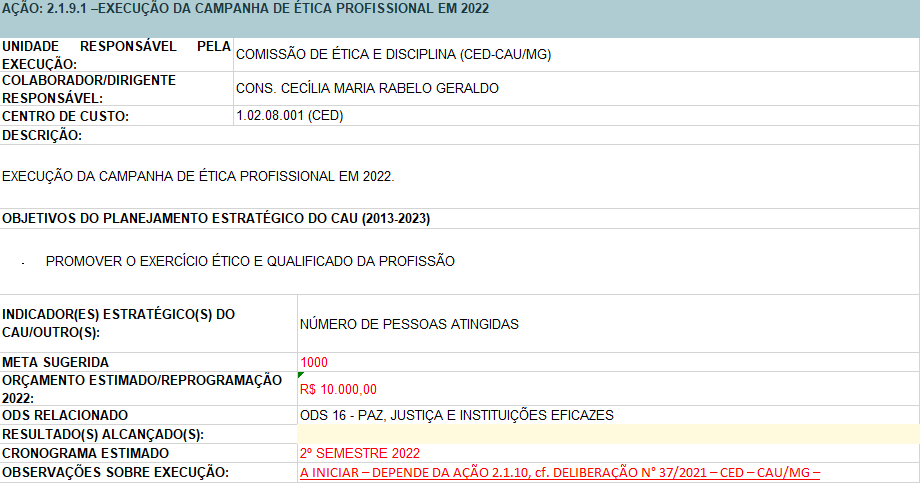 AÇÃO: 2.1.9.1 –EXECUÇÃO DA CAMPANHA DE ÉTICA PROFISSIONAL EM 2022
UNIDADE RESPONSÁVEL PELA
EXECUÇÃO:
COMISSÃO DE ÉTICA E DISCIPLINA (CED-CAU/MG)
COLABORADOR/DIRIGENTE
RESPONSÁVEL:
CONS. CECÍLIA MARIA RABELO GERALDO
CENTRO DE CUSTO:
1.02.08.001 (CED)
DESCRIÇÃO:
EXECUÇÃO DA CAMPANHA DE ÉTICA PROFISSIONAL EM 2022.
OBJETIVOS DO PLANEJAMENTO ESTRATÉGICO DO CAU (2013-2023)
- PROMOVER O EXERCÍCIO ÉTICO E QUALIFICADO DA PROFISSÃO
INDICADOR(ES) ESTRATÉGICO(S) DO
CAU/OUTRO(S):
NÚMERO DE PESSOAS ATINGIDAS
META SUGERIDA
1000
ORÇAMENTO ESTIMADO/REPROGRAMAÇÃO
2022:
R$ 10.000,00
ODS RELACIONADO
ODS 16 - PAZ, JUSTIÇA E INSTITUIÇÕES EFICAZES
RESULTADO(S) ALCANÇADO(S):
CRONOGRAMA ESTIMADO
2º SEMESTRE 2022
OBSERVAÇÕES SOBRE EXECUÇÃO:
A INICIAR – DEPENDE DA AÇÃO 2.1.10, cf. DELIBERAÇÃO N° 37/2021 – CED – CAU/MG –